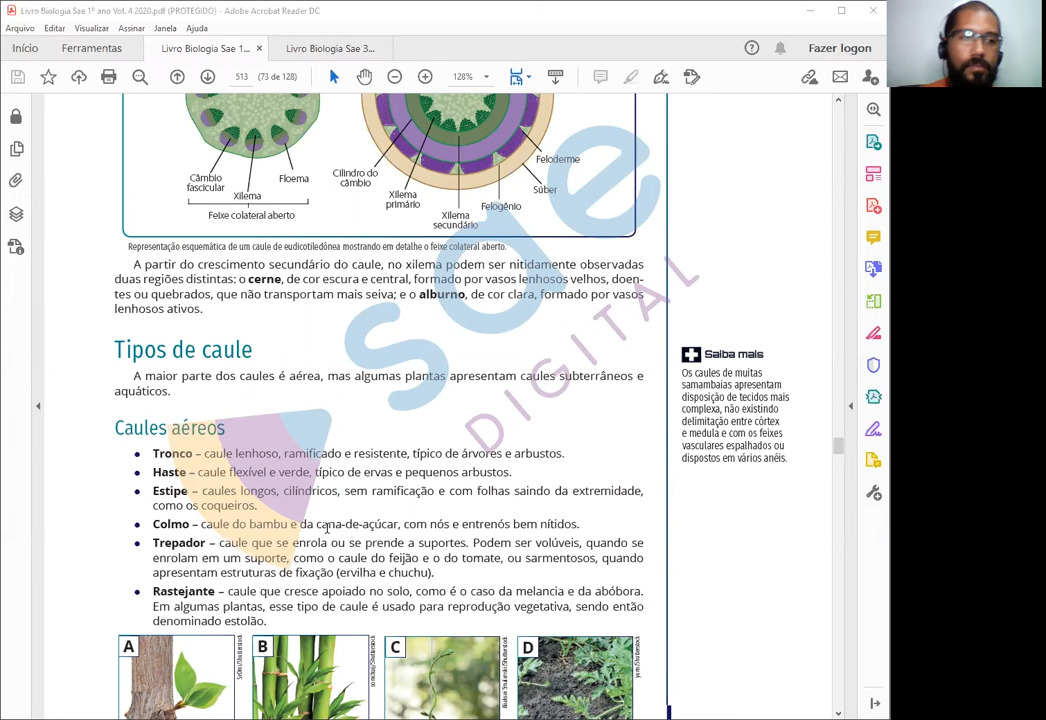 Livro Biologia Sae 1º ano Vol. 4 2020.pdf (PROTEGIDO) - Adobe Acrobat Reader DC
Arquivo Editar Visualizar Assinar Janela Ajuda
Início Ferramentas Livro Biologia Sae 1... × Livro Biologia Sae 3... Fazer logon
513 (73 de 128) 128%
Câmbio
fascicular
Xilema
Floema
Feixe colateral aberto
Cilindro do
câmbio
Xilema
primário
Xilema
secundário
Felogênio
Súber
Feloderme
Representação esquemática de um caule de eudicotiledônea mostrando em detalhe o feixe colateral aberto.
A partir do crescimento secundário do caule, no xilema podem ser nitidamente observadas
duas regiões distintas: o cerne, de cor escura e central, formado por vasos lenhosos velhos, doen-
tes ou quebrados, que não transportam mais seiva; e o alburno, de cor clara, formado por vasos
lenhosos ativos.
Tipos de caule
A maior parte dos caules é aérea, mas algumas plantas apresentam caules subterrâneos e
aquáticos.
Caules aéreos
• Tronco – caule lenhoso, ramificado e resistente, típico de árvores e arbustos.
• Haste – caule flexível e verde, típico de ervas e pequenos arbustos.
• Estipe – caules longos, cilíndricos, sem ramificação e com folhas saindo da extremidade,
como os coqueiros.
• Colmo – caule do bambu e da cana-de-açúcar, com nós e entrenós bem nítidos.
• Trepador – caule que se enrola ou se prende a suportes. Podem ser volúveis, quando se
enrolam em um suporte, como o caule do feijão e o do tomate, ou sarmentosos, quando
apresentam estruturas de fixação (ervilha e chuchu).
• Rastejante – caule que cresce apoiado no solo, como é o caso da melancia e da abóbora.
Em algumas plantas, esse tipo de caule é usado para reprodução vegetativa, sendo então
denominado estolão.
A B C D
Saiba mais
Os caules de muitas
samambaias apresentam
disposição de tecidos mais
complexa, não existindo
delimitação entre córtex
e medula e com os feixes
vasculares espalhados ou
dispostos em vários anéis.
sae
DIGITAL